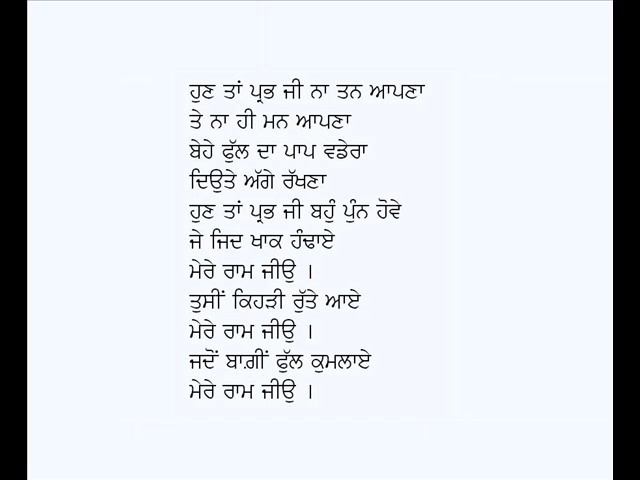 ਹੁਣ ਤਾਂ ਪ੍ਰਭ ਜੀ ਨਾ ਤਨ ਆਪਣਾ
ਤੇ ਨਾ ਹੀ ਮਨ ਆਪਣਾ
ਬੇਹੇ ਫੁੱਲ ਦਾ ਪਾਪ ਵਡੇਰਾ
ਦਿਉਤੇ ਅੱਗੇ ਰੱਖਣਾ
ਹੁਣ ਤਾਂ ਪ੍ਰਭ ਜੀ ਬਹੁੰ ਪੁੰਨ ਹੋਵੇ
ਜੇ ਜਿਦ ਖਾਕ ਹੰਢਾਏ
ਮੇਰੇ ਰਾਮ ਜੀਉ ।
ਤੁਸੀਂ ਕਿਹੜੀ ਰੁੱਤੇ ਆਏ
ਮੇਰੇ ਰਾਮ ਜੀਉ ।
ਜਦੋਂ ਬਾਗ਼ੀਂ ਫੁੱਲ ਕੁਮਲਾਏ
ਮੇਰੇ ਰਾਮ ਜੀਉ ।